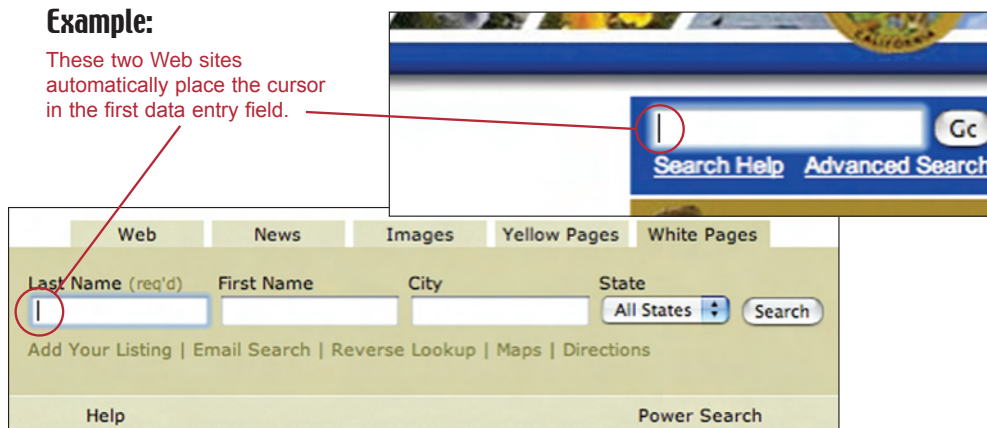 Example:
These two Web sites
automatically place the cursor
in the first data entry field.
CALIFORNIA
Go
Search Help Advanced Search
Web News Images Yellow Pages White Pages
Last Name (req'd) First Name City State
All States Search
Add Your Listing | Email Search | Reverse Lookup | Maps | Directions
Help Power Search